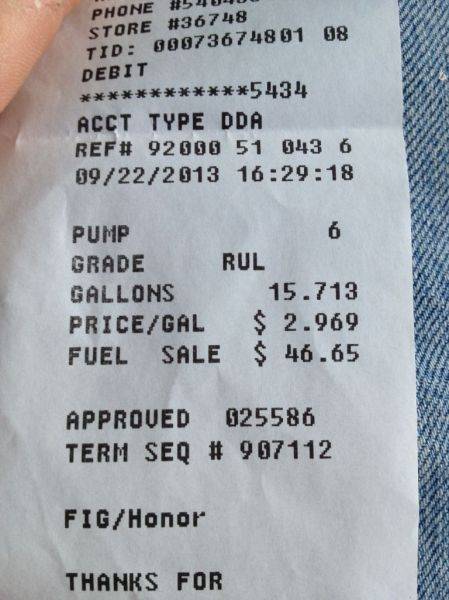 PHONE
STORE #36748
TID: 00073674801 08
DEBIT
************5434
ACCT TYPE DDA
REF# 92000 51 043 6
09/22/2013 16:29:18
PUMP 6
GRADE RUL
GALLONS 15.713
PRICE/GAL $ 2.969
FUEL SALE $ 46.65
APPROVED 025586
TERM SEQ # 907112
FIG/Honor
THANKS FOR